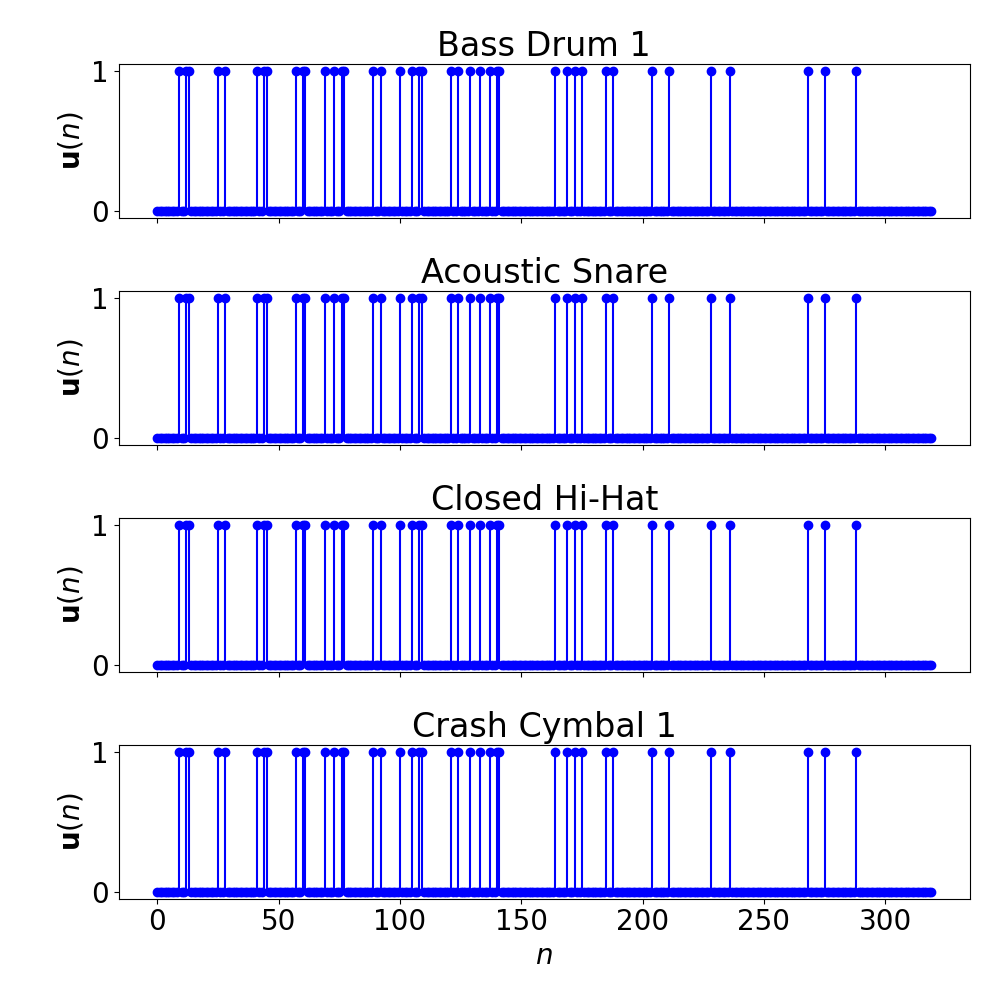 Bass Drum 1
1
u(n)
0
Acoustic Snare
1
u(n)
0
Closed Hi-Hat
1
u(n)
0
Crash Cymbal 1
1
u(n)
0
0 50 100 150 200 250 300
n